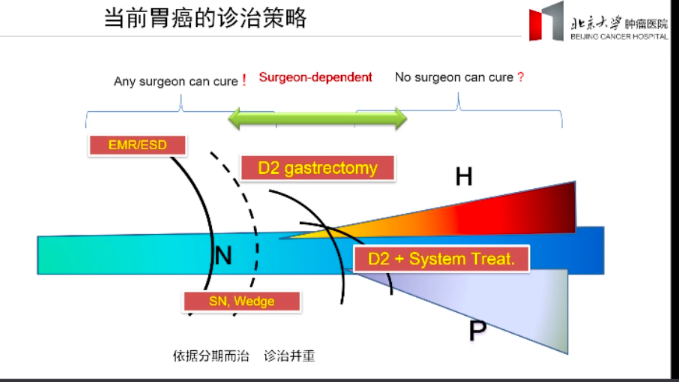 当前胃癌的诊治策略
北京大学肿瘤医院
BEIJING CANCER HOSPITAL
Any surgeon can cure！
Surgeon-dependent
No surgeon can cure？
EMR/ESD
D2 gastrectomy
H
N
D2 + System Treat.
SN, Wedge
P
依据分期而治 诊治并重